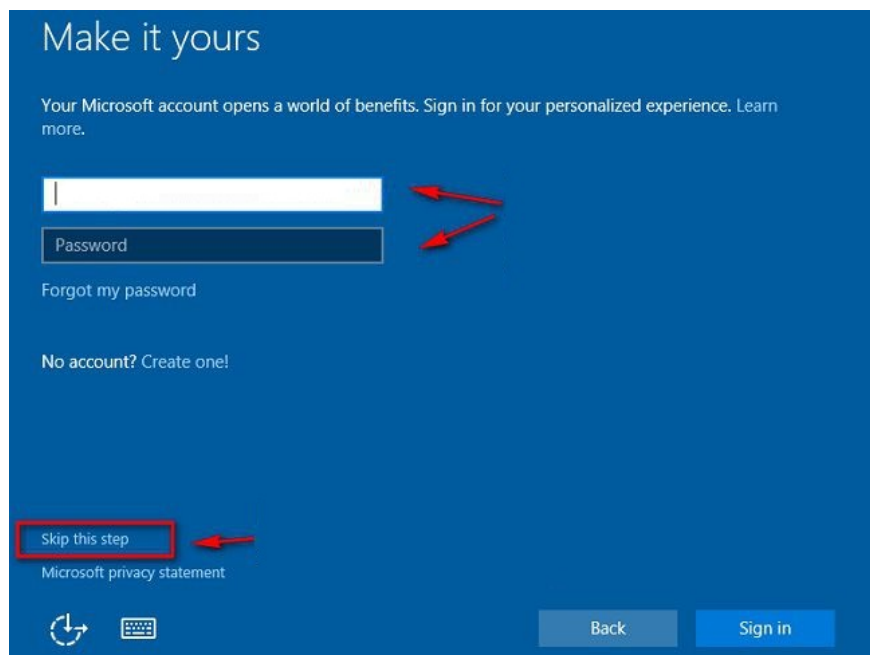 Make it yours
Your Microsoft account opens a world of benefits. Sign in for your personalized experience. Learn
more.
Password
Forgot my password
No account? Create one!
Skip this step
Microsoft privacy statement
Back Sign in